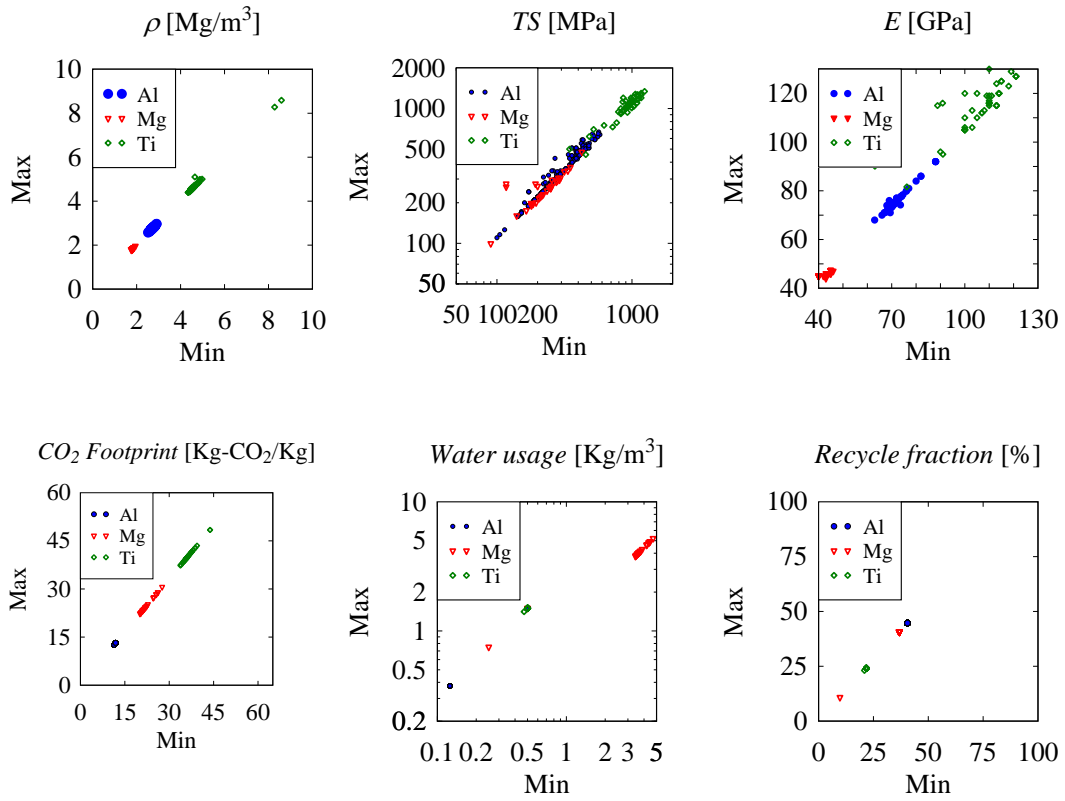 ρ [Mg/m³]
10
8
6
4
2
0
Max
Al
Mg
Ti
0 2 4 6 8 10
Min
TS [MPa]
2000
1000
500
200
100
50
Max
Al
Mg
Ti
50 100 200 1000
Min
E [GPa]
120
100
80
60
40
Max
Al
Mg
Ti
40 70 100 130
Min
CO₂ Footprint [Kg-CO₂/Kg]
60
45
30
15
0
Max
Al
Mg
Ti
0 15 30 45 60
Min
Water usage [Kg/m³]
10
5
2
1
0.5
0.2
Max
Al
Mg
Ti
0.1 0.2 0.5 1 2 3 5
Min
Recycle fraction [%]
100
75
50
25
0
Max
Al
Mg
Ti
0 25 50 75 100
Min